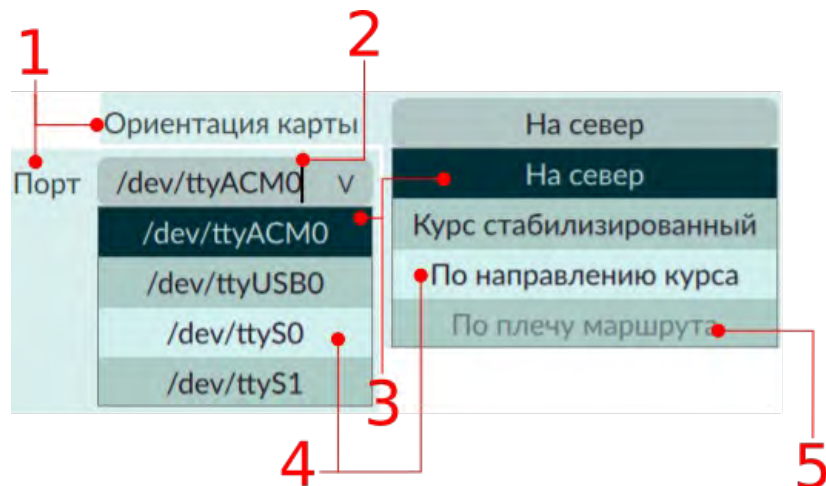 1
2
Ориентация карты
На север
Порт
/dev/ttyACM0
V
На север
/dev/ttyACM0
Курс стабилизированный
/dev/ttyUSB0
По направлению курса
/dev/ttyS0
По плечу маршрута
/dev/ttyS1
3
4
5